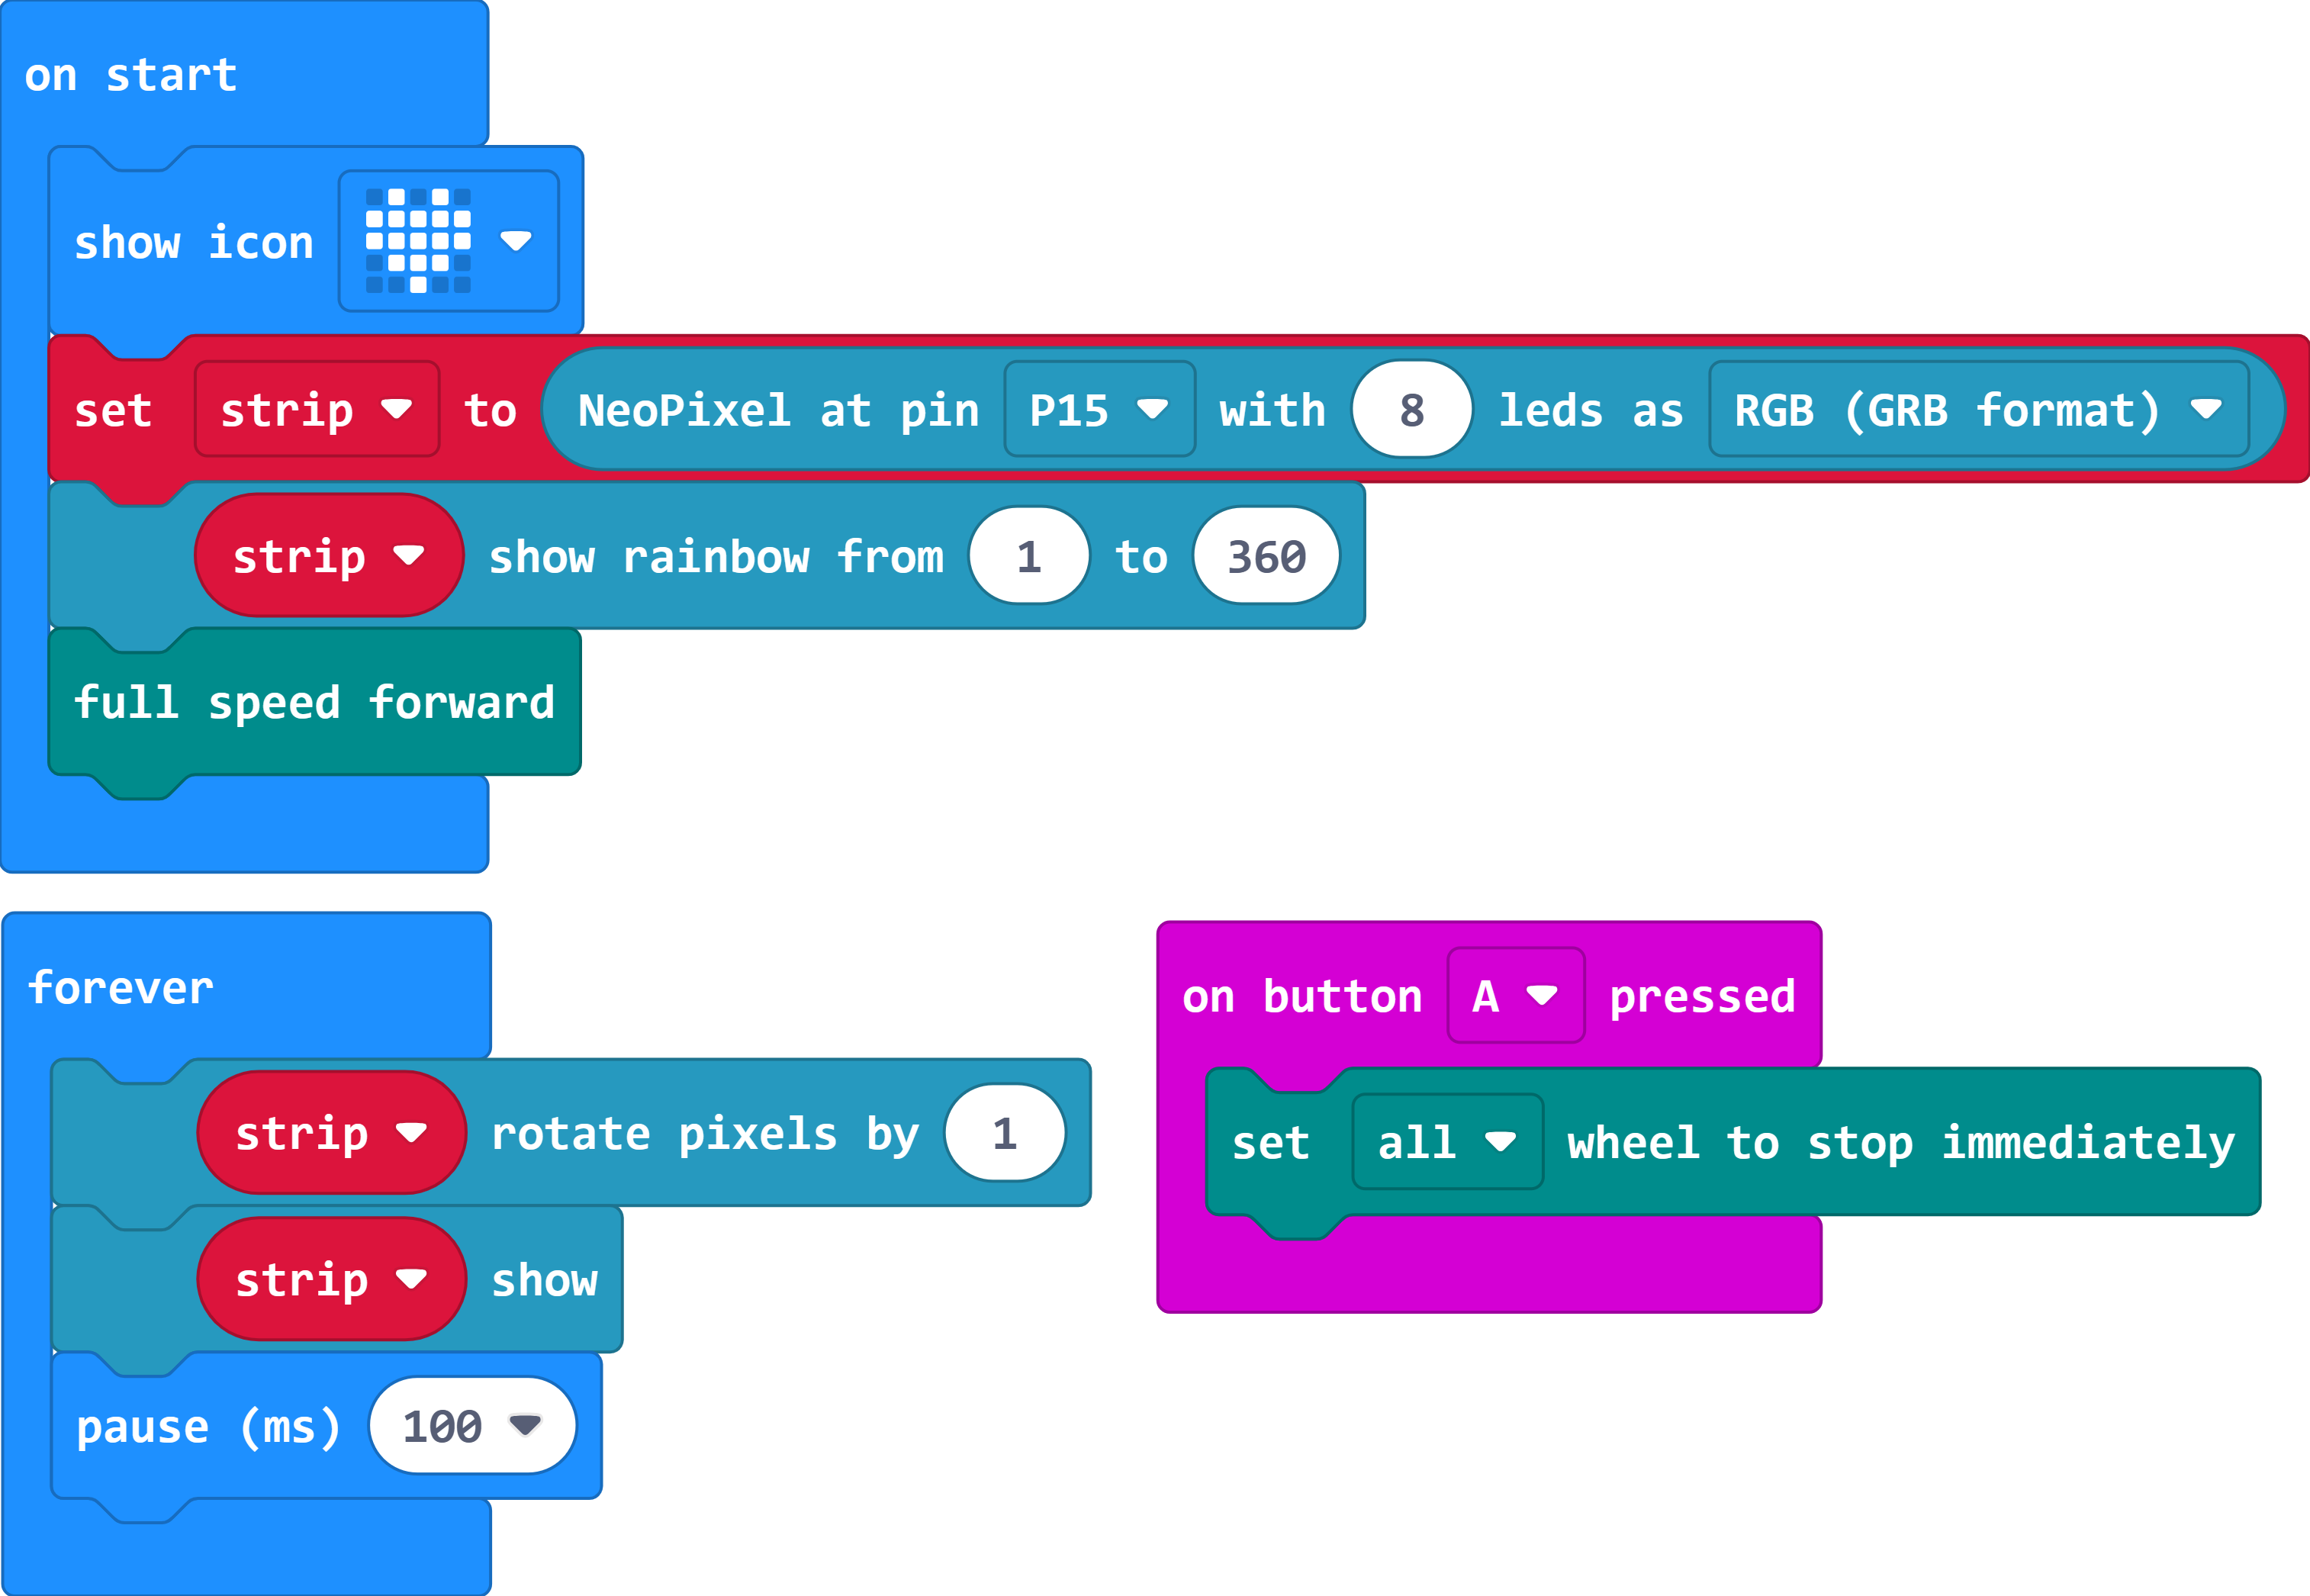 on start
show icon
set strip to NeoPixel at pin P15 with 8 leds as RGB (GRB format)
strip show rainbow from 1 to 360
full speed forward
forever
strip rotate pixels by 1
strip show
pause (ms) 100
on button A pressed
set all wheel to stop immediately